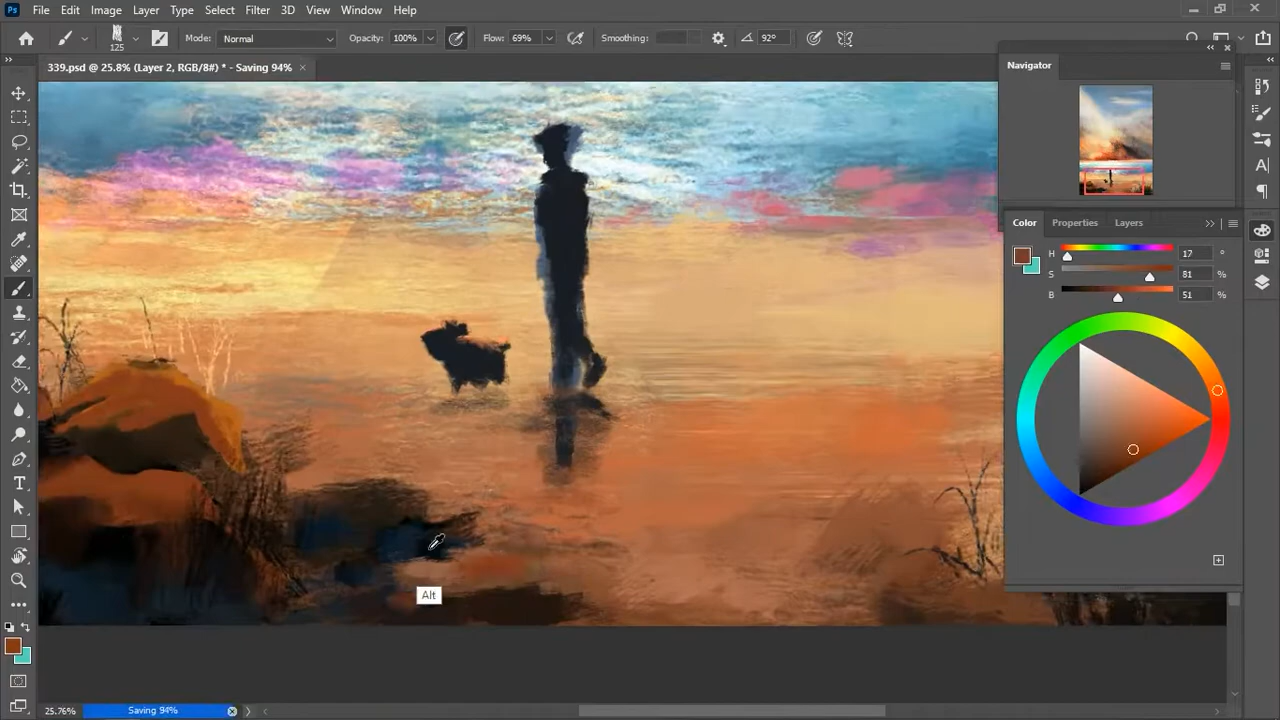 Ps File Edit Image Layer Type Select Filter 3D View Window Help
125 Mode: Normal Opacity: 100% Flow: 69% Smoothing: 92°
339.psd @ 25.8% (Layer 2, RGB/8#) * - Saving 94% ×
Navigator
Color Properties Layers
H 17 °
S 81 %
B 51 %
Alt
25.76% Saving 94%